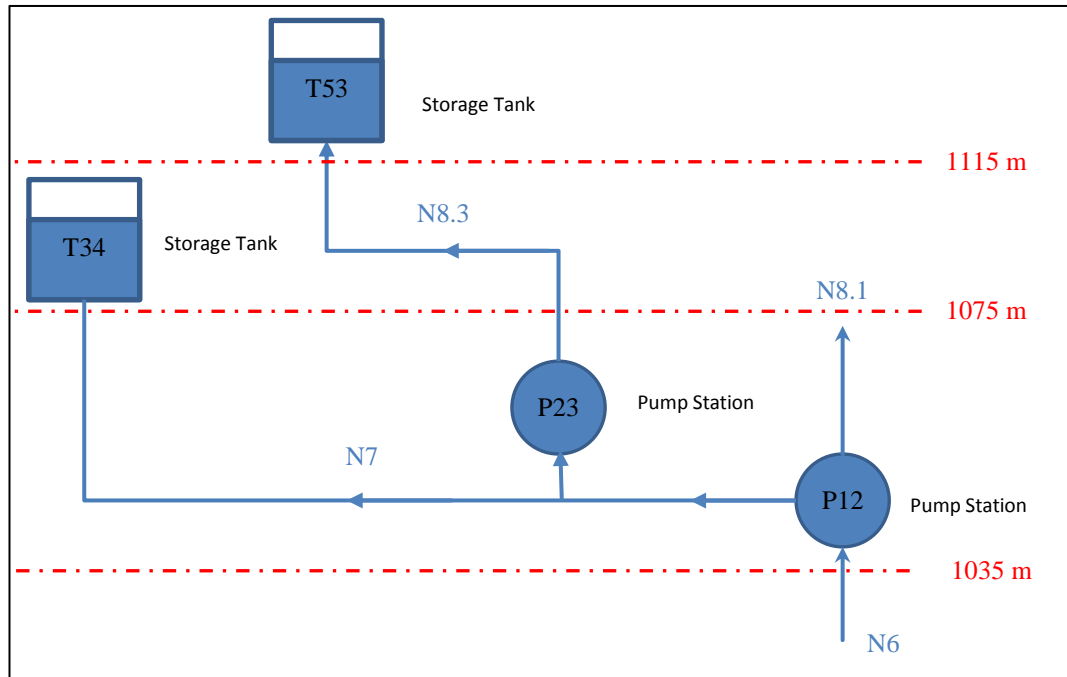 T53
Storage Tank
1115 m
N8.3
T34
Storage Tank
N8.1
1075 m
P23
Pump Station
N7
P12
Pump Station
1035 m
N6